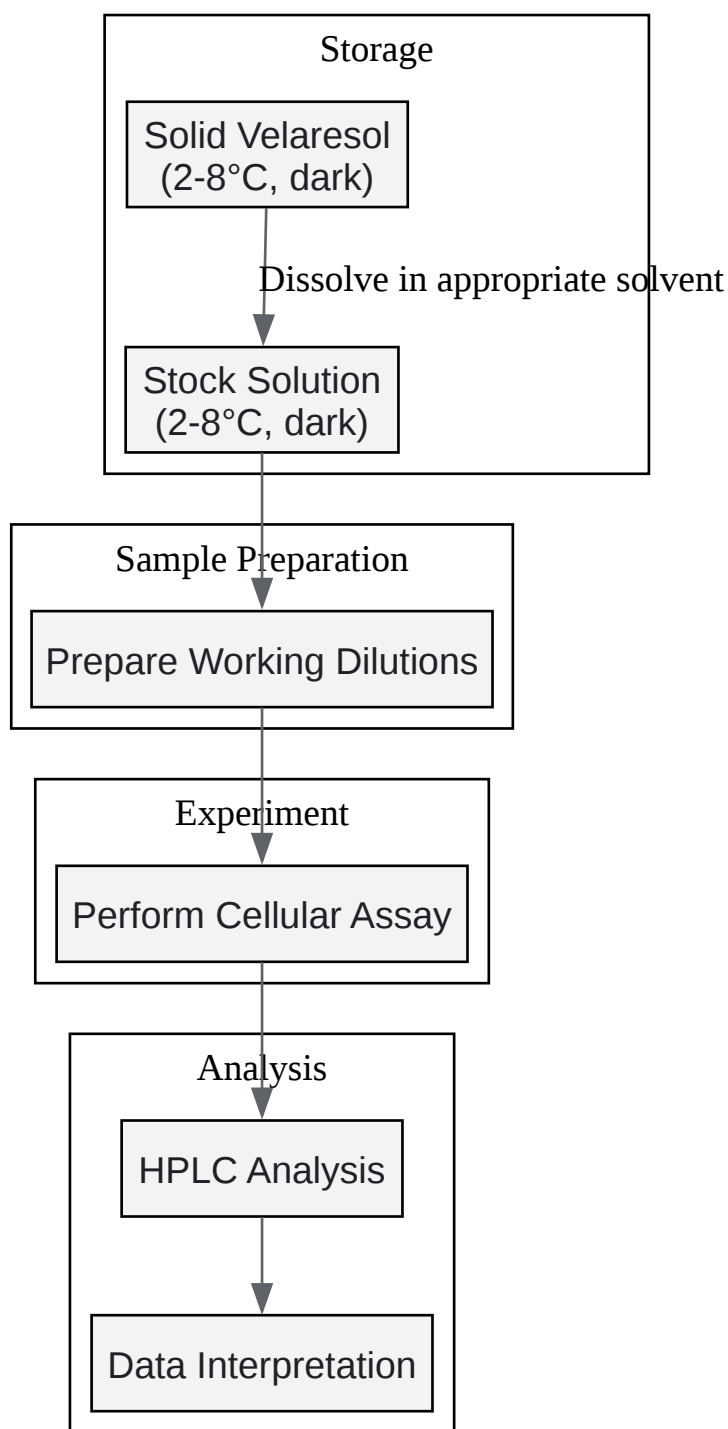 Storage
Solid Velaresol
(2-8°C, dark)
Dissolve in appropriate solvent
Stock Solution
(2-8°C, dark)
Sample Preparation
Prepare Working Dilutions
Experiment
Perform Cellular Assay
Analysis
HPLC Analysis
Data Interpretation